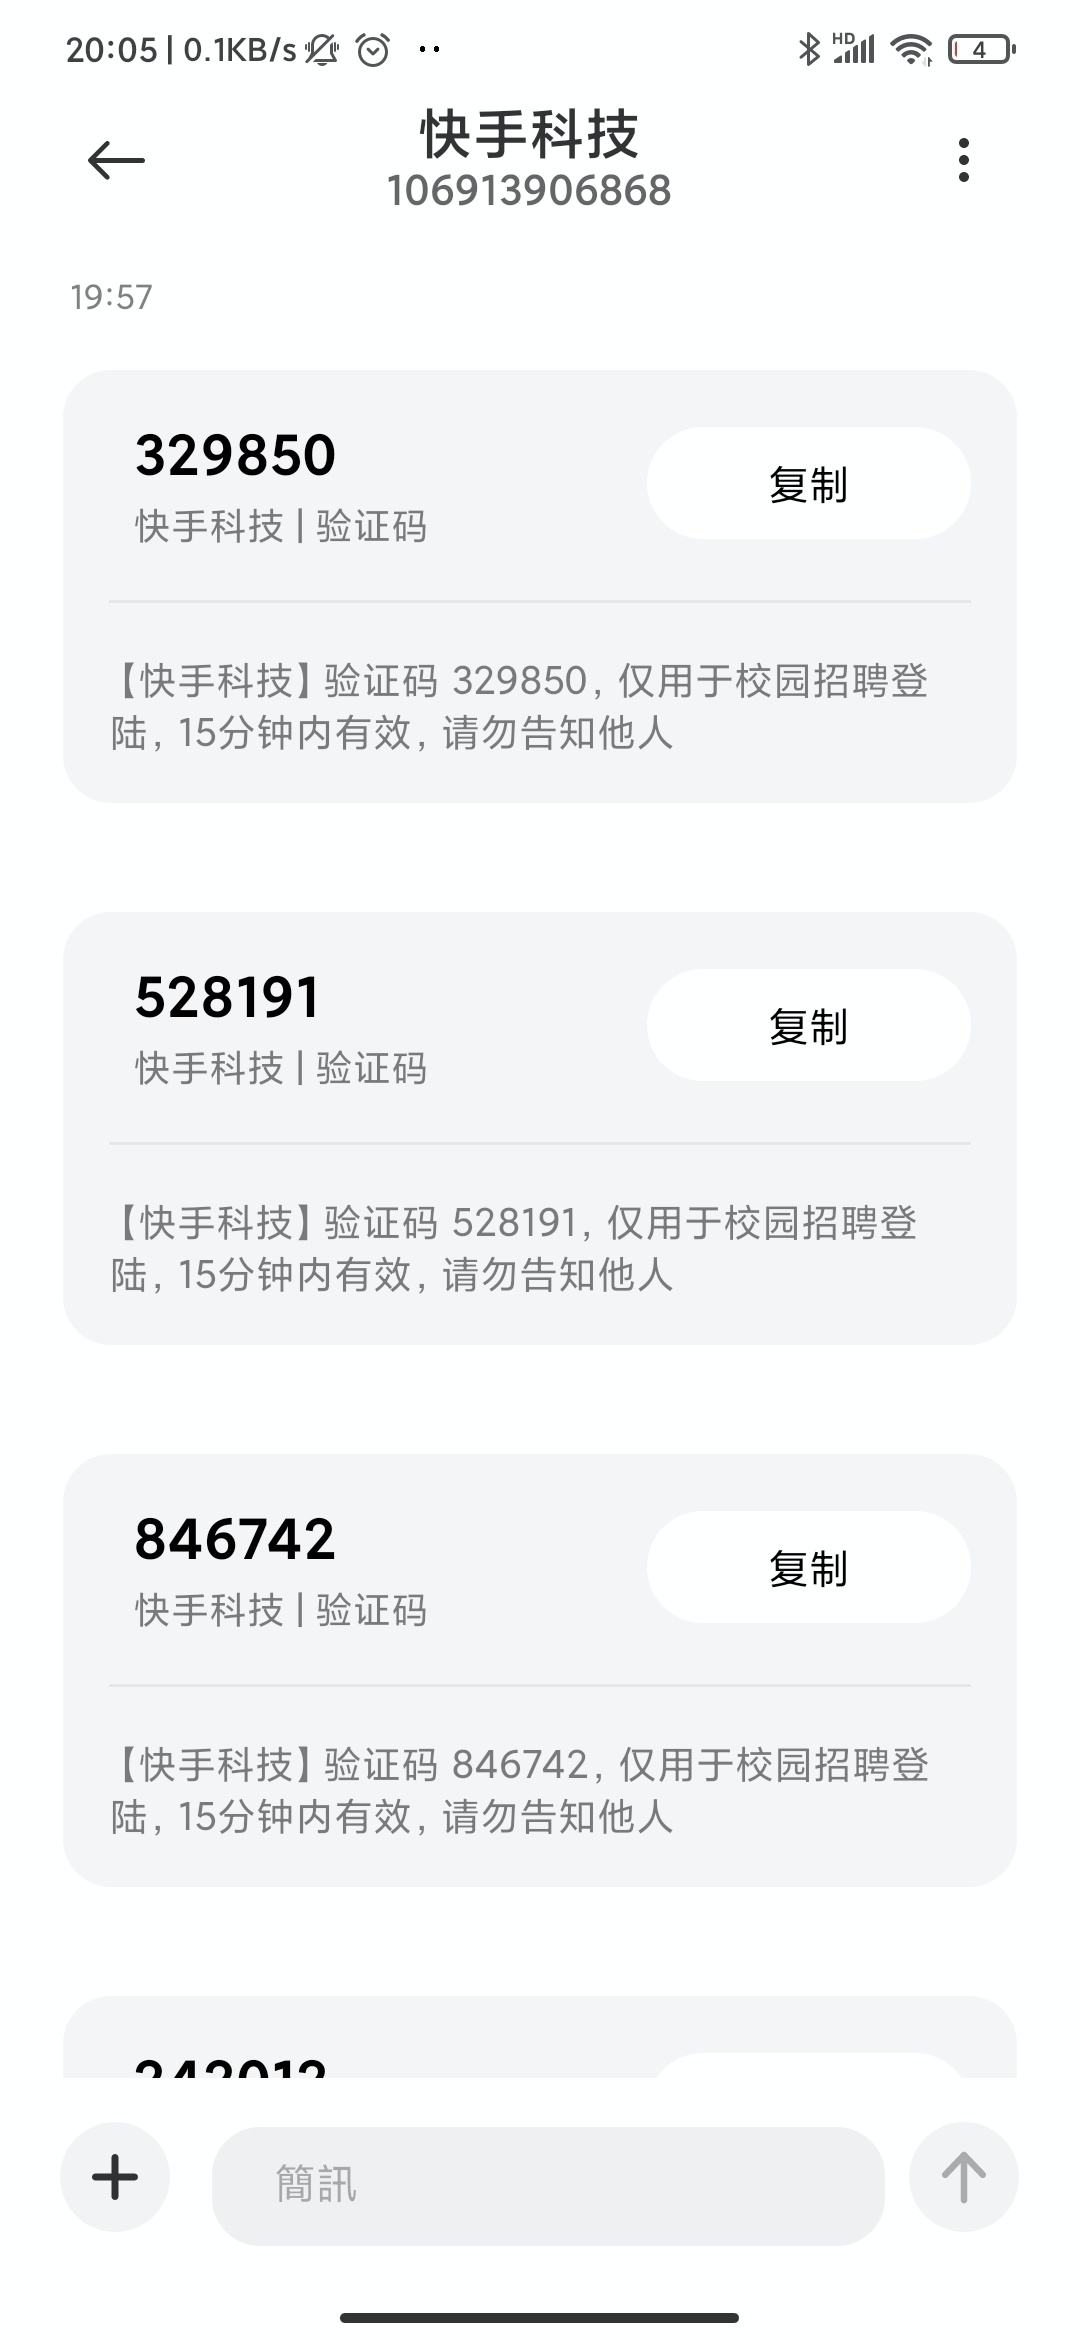 20:05 | 0.1KB/s
HD
4
快手科技
106913906868
19:57
329850
复制
快手科技 | 验证码
【快手科技】验证码 329850，仅用于校园招聘登
陆，15分钟内有效，请勿告知他人
528191
复制
快手科技 | 验证码
【快手科技】验证码 528191，仅用于校园招聘登
陆，15分钟内有效，请勿告知他人
846742
复制
快手科技 | 验证码
【快手科技】验证码 846742，仅用于校园招聘登
陆，15分钟内有效，请勿告知他人
簡訊